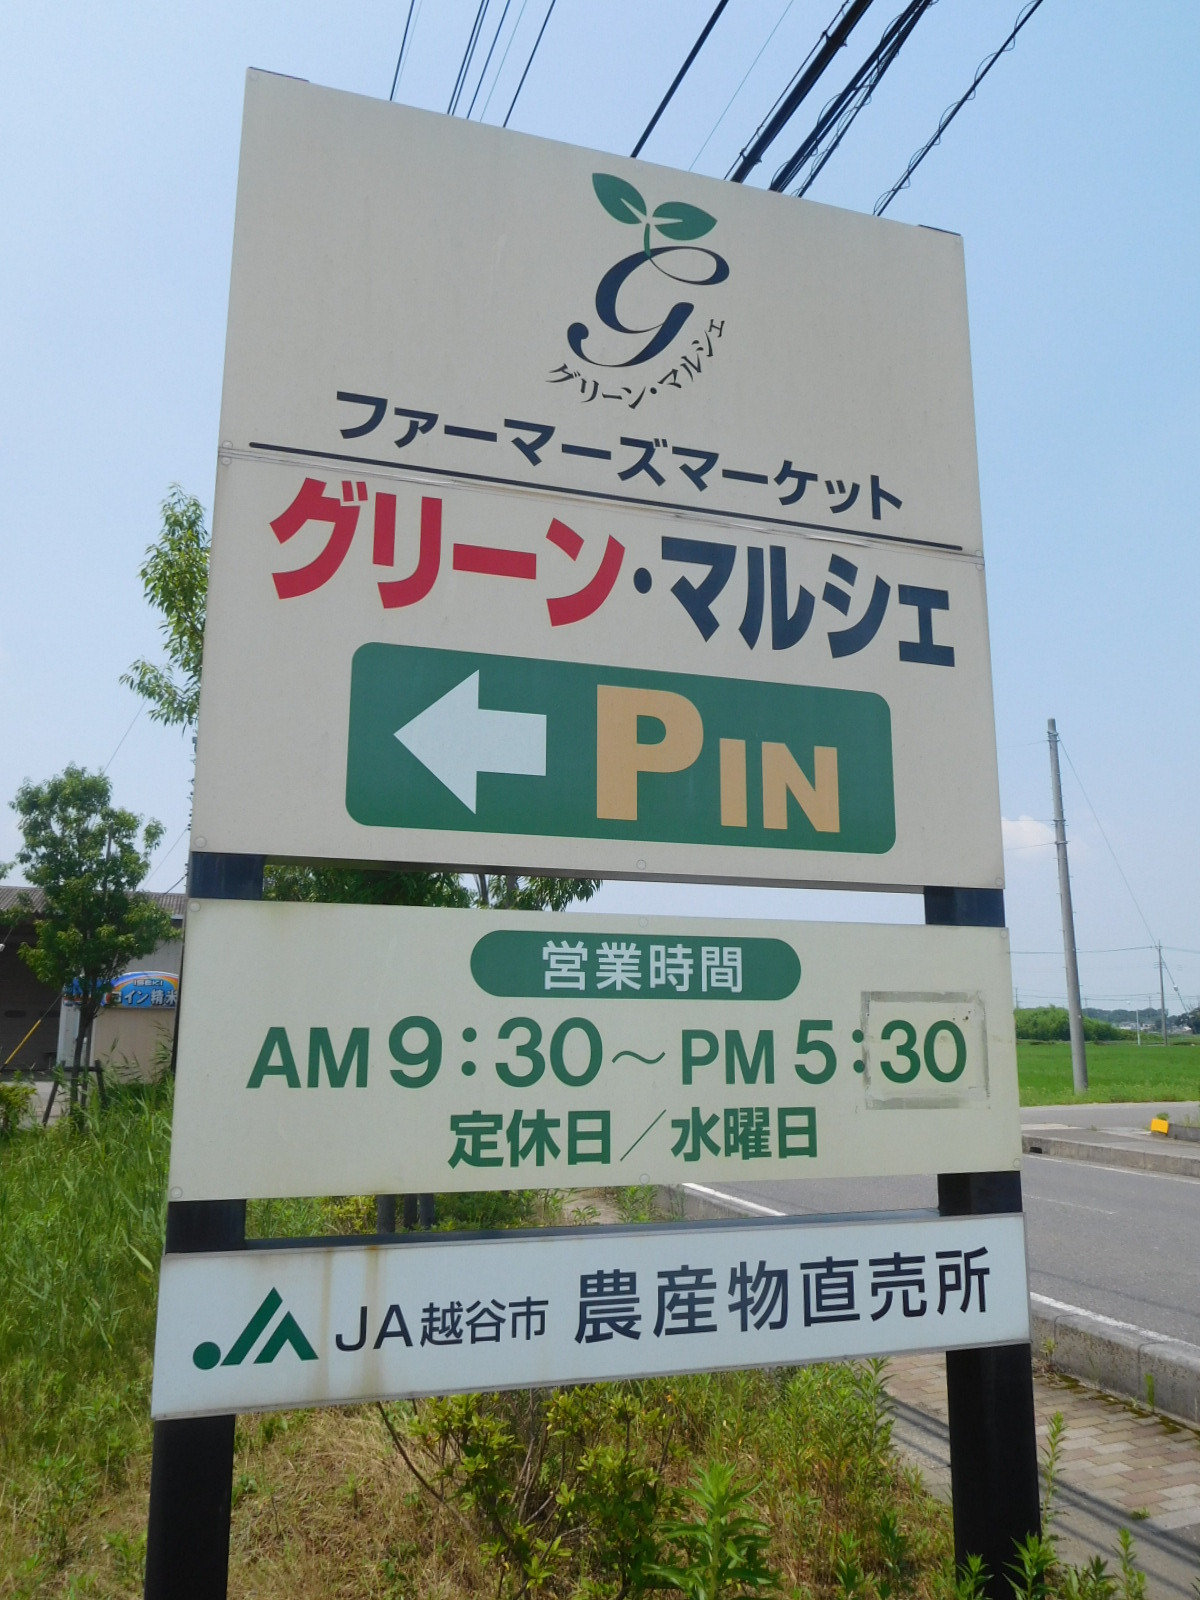 グリーン・マルシェ
ファーマーズマーケット
グリーン・マルシェ
PIN
営業時間
AM 9：30～PM 5：30
定休日／水曜日
JA越谷市 農産物直売所
ISEKI
コイン精米